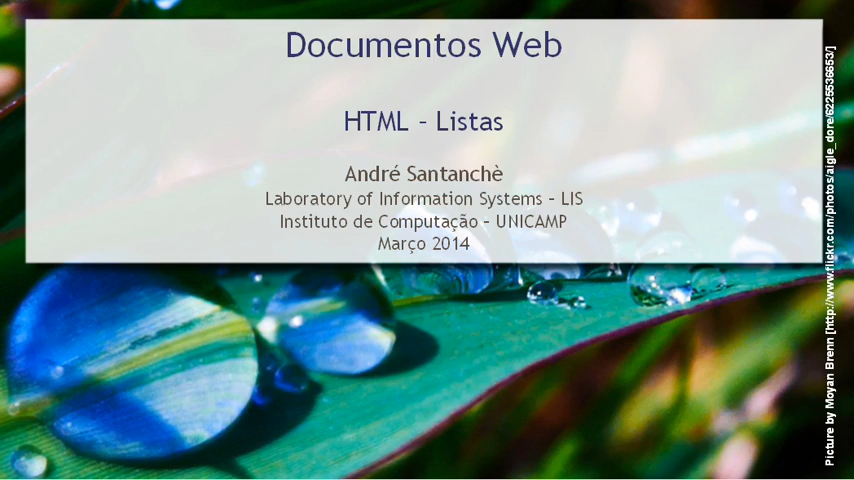 Documentos Web
HTML – Listas
André Santanchè
Laboratory of Information Systems – LIS
Instituto de Computação – UNICAMP
Março 2014
Picture by Moyan Brenn [http://www.flickr.com/photos/aigle_dore/6225536653/]